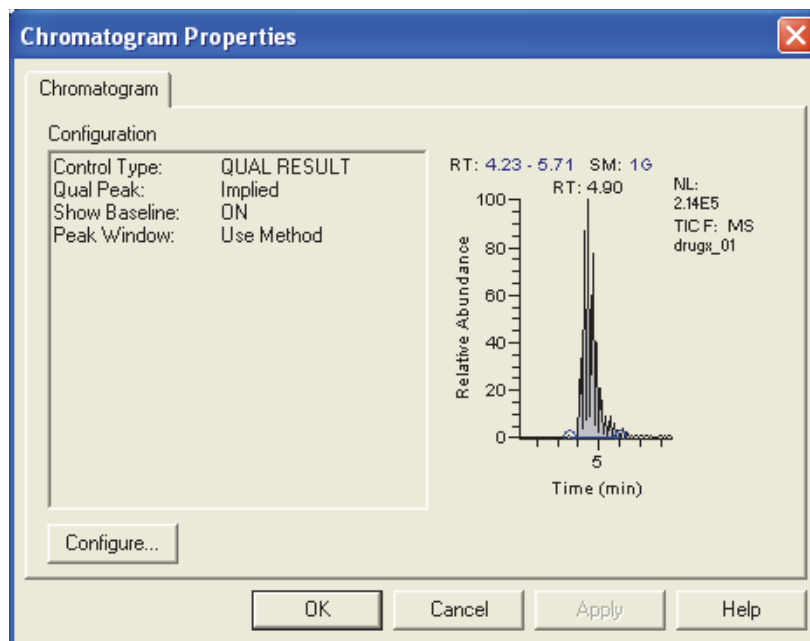 Chromatogram Properties
Chromatogram
Configuration
Control Type: QUAL RESULT
Qual Peak: Implied
Show Baseline: ON
Peak Window: Use Method
RT: 4.23 - 5.71 SM: 1G
RT: 4.90
NL:
2.14E5
TIC F: MS
drugx_01
100
80
60
40
20
0
Relative Abundance
5
Time (min)
Configure...
OK
Cancel
Apply
Help